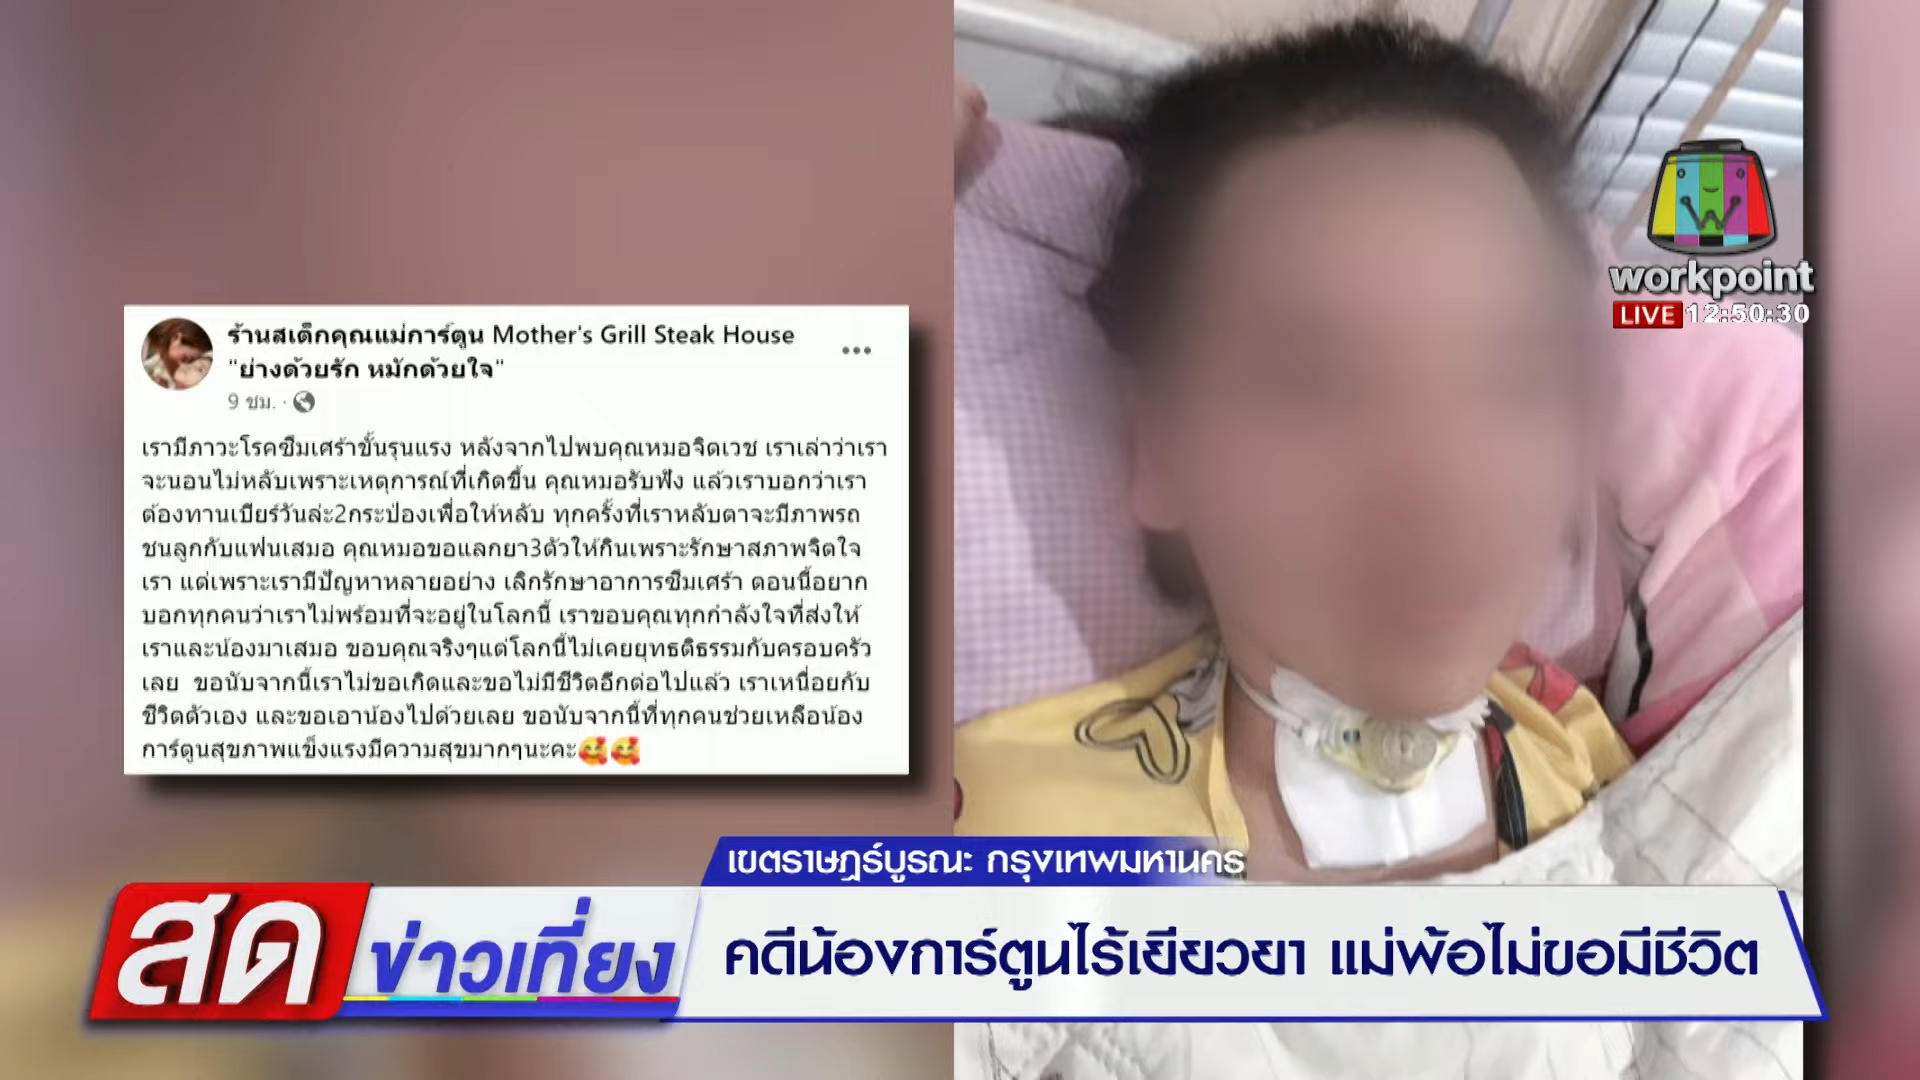 ร้านสเต็กคุณแม่การ์ตูน Mother's Grill Steak House
"ย่างด้วยรัก หมักด้วยใจ"
9 ชม. ·
เรามีภาวะโรคซึมเศร้าขั้นรุนแรง หลังจากไปพบคุณหมอจิตเวช เราเล่าว่าเรา
จะนอนไม่หลับเพราะเหตุการณ์ที่เกิดขึ้น คุณหมอรับฟัง แล้วเราบอกว่าเรา
ต้องทานเบียร์วันล่ะ2กระป๋องเพื่อให้หลับ ทุกครั้งที่เราหลับตาจะมีภาพรถ
ชนลูกกับแฟนเสมอ คุณหมอขอแลกยา3ตัวให้กินเพราะรักษาสภาพจิตใจ
เรา แต่เพราะเรามีปัญหาหลายอย่าง เลิกรักษาอาการซึมเศร้า ตอนนี้อยาก
บอกทุกคนว่าเราไม่พร้อมที่จะอยู่ในโลกนี้ เราขอบคุณทุกกำลังใจที่ส่งให้
เราและน้องมาเสมอ ขอบคุณจริงๆแต่โลกนี้ไม่เคยยุทธติธรรมกับครอบครัว
เลย ขอนับจากนี้เราไม่ขอเกิดและขอไม่มีชีวิตอีกต่อไปแล้ว เราเหนื่อยกับ
ชีวิตตัวเอง และขอเอาน้องไปด้วยเลย ขอนับจากนี้ที่ทุกคนช่วยเหลือน้อง
การ์ตูนสุขภาพแข็งแรงมีความสุขมากๆนะคะ🥰🥰
workpoint
LIVE 12:50:30
เขตราษฎร์บูรณะ กรุงเทพมหานคร
สด ข่าวเที่ยง
คดีน้องการ์ตูนไร้เยียวยา แม่พ้อไม่ขอมีชีวิต